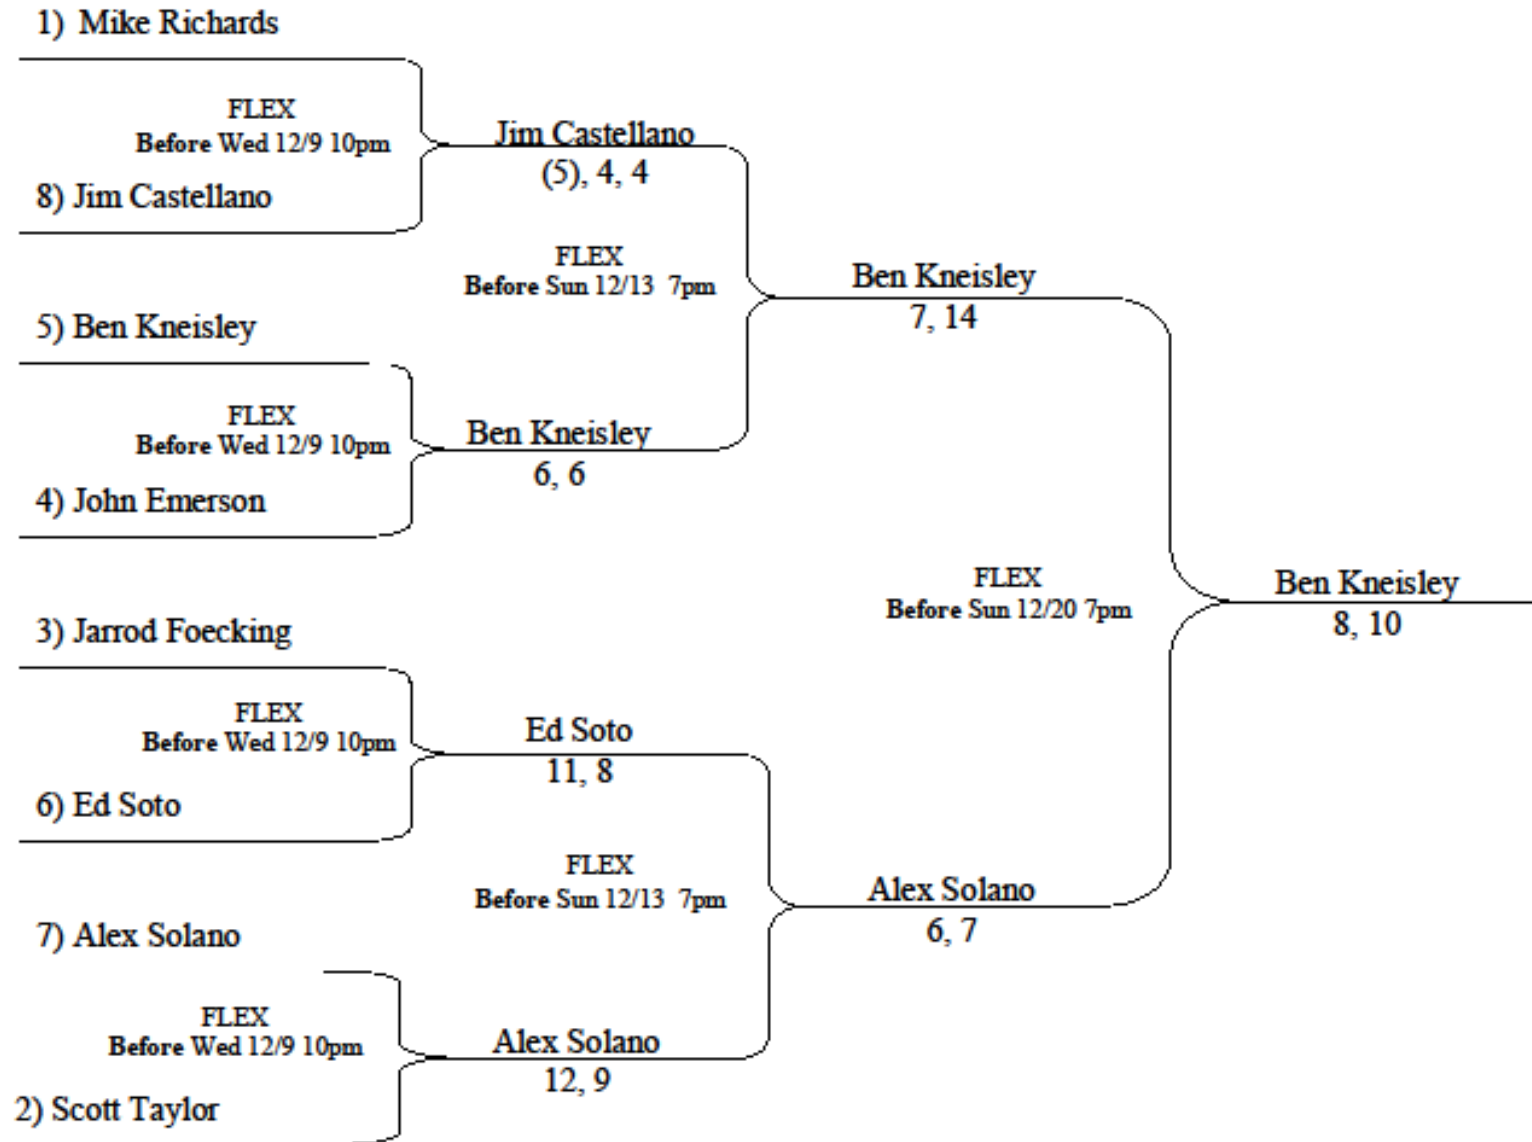 1) Mike Richards
FLEX
Before Wed 12/9 10pm
8) Jim Castellano
Jim Castellano
(5), 4, 4
FLEX
Before Sun 12/13 7pm
5) Ben Kneisley
FLEX
Before Wed 12/9 10pm
4) John Emerson
Ben Kneisley
6, 6
Ben Kneisley
7, 14
FLEX
Before Sun 12/20 7pm
Ben Kneisley
8, 10
3) Jarrod Foecking
FLEX
Before Wed 12/9 10pm
6) Ed Soto
Ed Soto
11, 8
FLEX
Before Sun 12/13 7pm
7) Alex Solano
FLEX
Before Wed 12/9 10pm
2) Scott Taylor
Alex Solano
12, 9
Alex Solano
6, 7